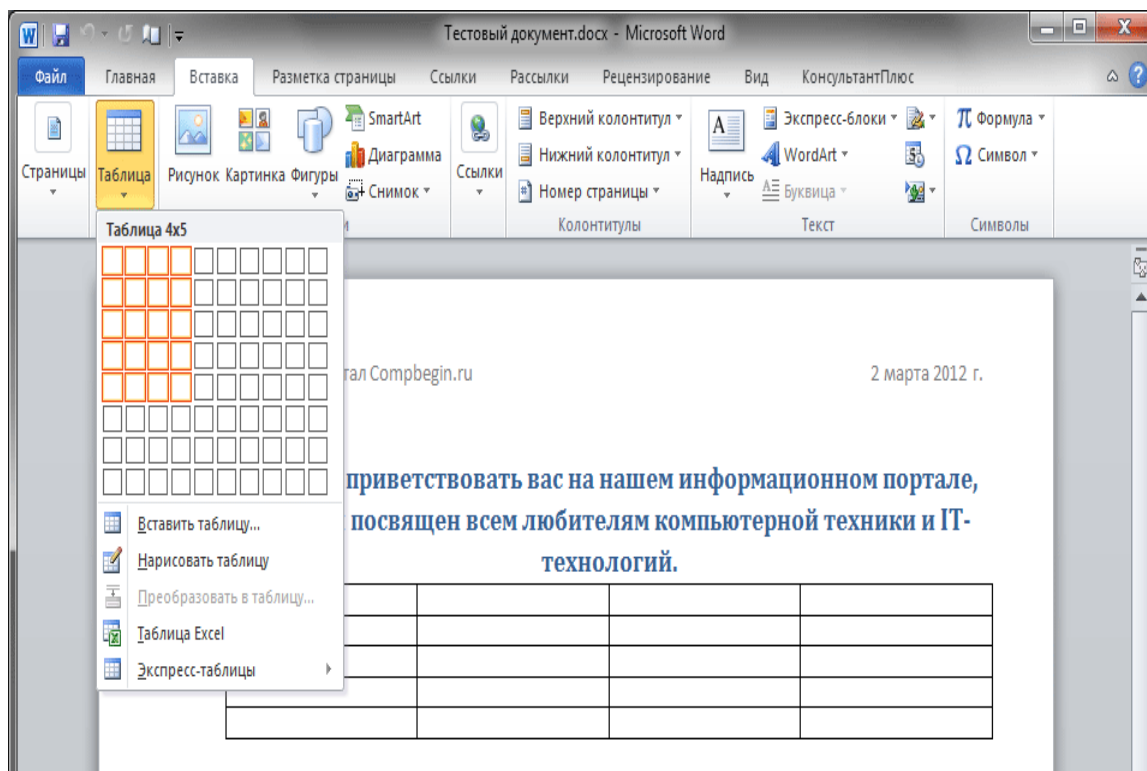 Тестовый документ.docx - Microsoft Word
Файл Главная Вставка Разметка страницы Ссылки Рассылки Рецензирование Вид КонсультантПлюс
Страницы
Таблица
Рисунок Картинка Фигуры
SmartArt
Диаграмма
Снимок
Ссылки
Верхний колонтитул
Нижний колонтитул
Номер страницы
Колонтитулы
Надпись
Экспресс-блоки
WordArt
Буквица
Текст
π Формула
Ω Символ
Символы
Таблица 4x5
Вставить таблицу...
Нарисовать таблицу
Преобразовать в таблицу...
Таблица Excel
Экспресс-таблицы
Compbegin.ru
2 марта 2012 г.
приветствовать вас на нашем информационном портале,
посвящен всем любителям компьютерной техники и IT-
технологий.